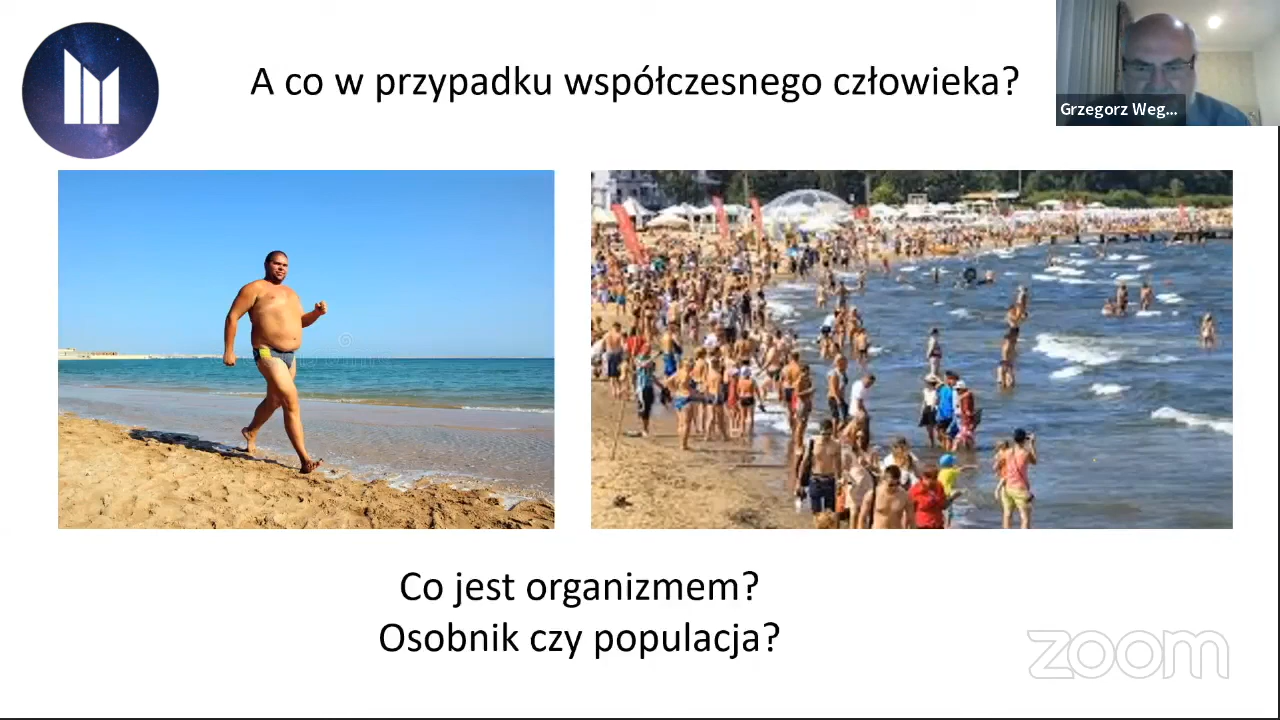 A co w przypadku współczesnego człowieka?
Grzegorz Weg...
Co jest organizmem?
Osobnik czy populacja?
zoom